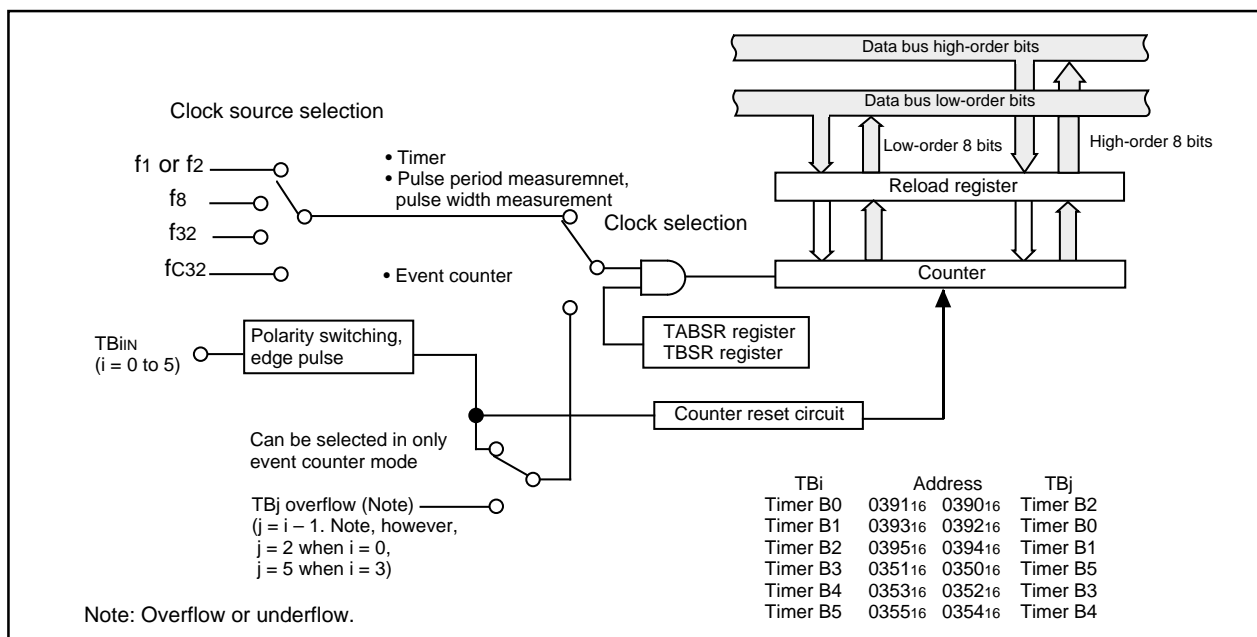 Data bus high-order bits
Data bus low-order bits
Clock source selection
Low-order 8 bits
High-order 8 bits
f1 or f2
• Timer
• Pulse period measuremnet,
pulse width measurement
Reload register
f8
Clock selection
f32
fC32
• Event counter
Counter
TBiIN
(i = 0 to 5)
Polarity switching,
edge pulse
TABSR register
TBSR register
Counter reset circuit
Can be selected in only
event counter mode
TBj overflow (Note)
(j = i – 1. Note, however,
j = 2 when i = 0,
j = 5 when i = 3)
TBi Address TBj
Timer B0 039116 039016 Timer B2
Timer B1 039316 039216 Timer B0
Timer B2 039516 039416 Timer B1
Timer B3 035116 035016 Timer B5
Timer B4 035316 035216 Timer B3
Timer B5 035516 035416 Timer B4
Note: Overflow or underflow.